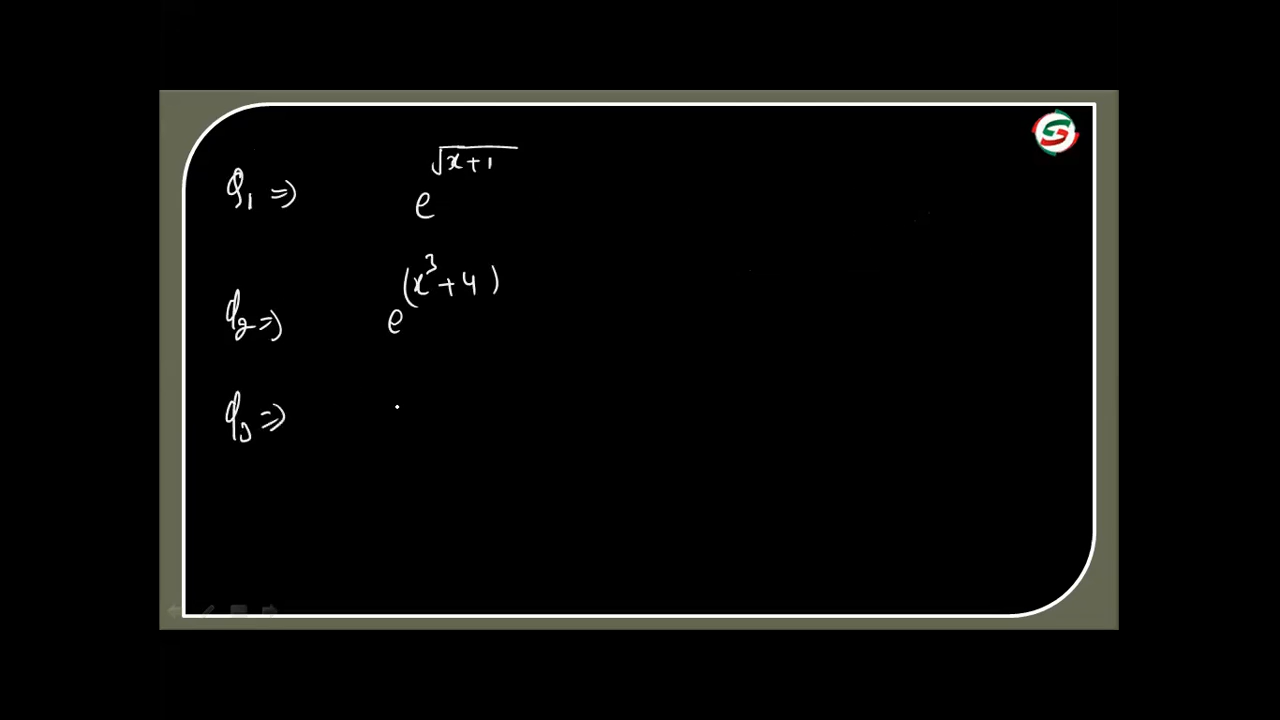 Q₁ ⇒ e^√(x+1)
Q₂ ⇒ e^(x³+4)
Q₃ ⇒